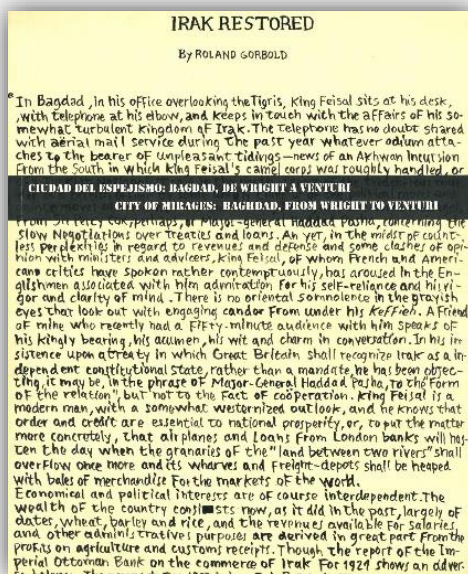 IRAK RESTORED
By ROLAND GORBOLD
In Bagdad, in his office overlooking the Tigris, King Feisal sits at his desk,
, with telephone at his elbow, and keeps in touch with the affairs of his so-
mewhat turbulent kingdom of Irak. The telephone has no doubt shared
with aërial mail service during the past year whatever odium atta-
ches to the bearer of unpleasant tidings—news of an Akhwan Incursion
From the South in which King Feisal's camel corps was roughly handled, or
CIUDAD DEL ESPEJISMO: BAGDAD, DE WRIGHT A VENTURI
CITY OF MIRAGES: BAGHDAD, FROM WRIGHT TO VENTURI
From Sir Percy Cox, perhaps, or Major-general Haddad Pasha, concerning the
slow Negotiations over treaties and loans. An yet, in the midst of count-
less perplexities in regard to revenues and defense and some clashes of opi-
nion with ministers and advicers, King Feisal, of whom French and Ameri-
cano critics have spoken rather contemptuously, has aroused in the En-
glishmen associated with him admiration for his self-reliance and his vi-
gor and clarity of mind. There is no oriental somnolence in the grayish
eyes that look out with engaging candor From under his Keffieh. A Friend
of mine who recently had a Fifty-minute audience with him speaks of
his kingly bearing, his acumen, his wit and charm in conversation. In his in-
sistence upon a treaty in which Great Britain shall recognize Irak as a in-
dependent constitutional state, rather than a mandate, he has been objec-
ting, it may be, in the phrase of Major-General Haddad Pasha, to the "form
of the relation", but not to the Fact of coöperation. King Feisal is a
modern man, with a somewhat westernized outlook, and he knows that
order and credit are essential to national prosperity, or, to put the matter
more concretely, that airplanes and Loans From London banks will has-
ten the day when the granaries of the "land between two rivers" shall
overflow once more and its wharves and Freight-depots shall be heaped
with bales of merchandise For the markets of the world.
Economical and political interests are of course interdependent. The
wealth of the country consists now, as it did in the past, largely of
dates, wheat, barley and rice, and the revenues available For salaries
and other administratives purposes are derived in great part From the
profits on agriculture and customs receipts. Though the report of the Im-
perial Ottoman Bank on the commerce of Irak For 1921 shows an adver-